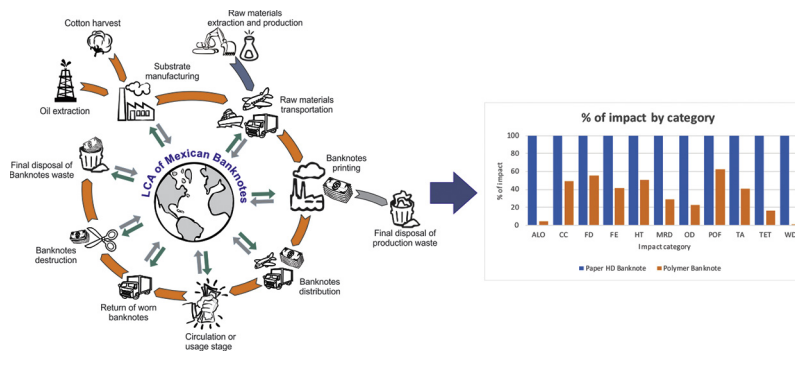 Cotton harvest
Raw materials
extraction and production
Substrate
manufacturing
Oil extraction
Raw materials
transportation
LCA of Mexican Banknotes
Banknotes
printing
Final disposal of
Banknotes waste
Final disposal of
production waste
Banknotes
destruction
Banknotes
distribution
Return of worn
banknotes
Circulation or
usage stage
% of impact by category
% of impact
100
80
60
40
20
0
ALO CC FD FE HT MRD OD POF TA TET WD
Impact category
Paper HD Banknote Polymer Banknote